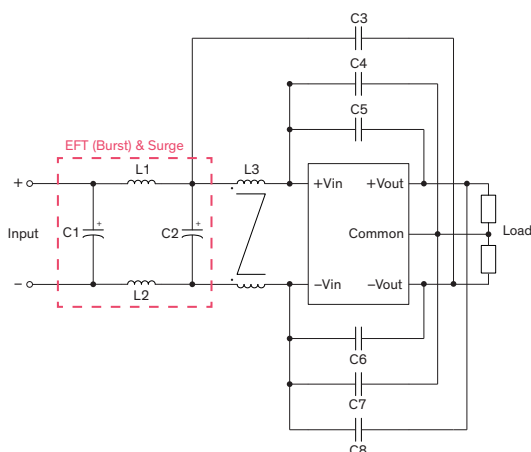 C3
C4
C5
EFT (Burst) & Surge
L1
L3
+
+Vin
+Vout
Input
C1
+
C2
+
Common
Load
−
−Vin
−Vout
L2
C6
C7
C8